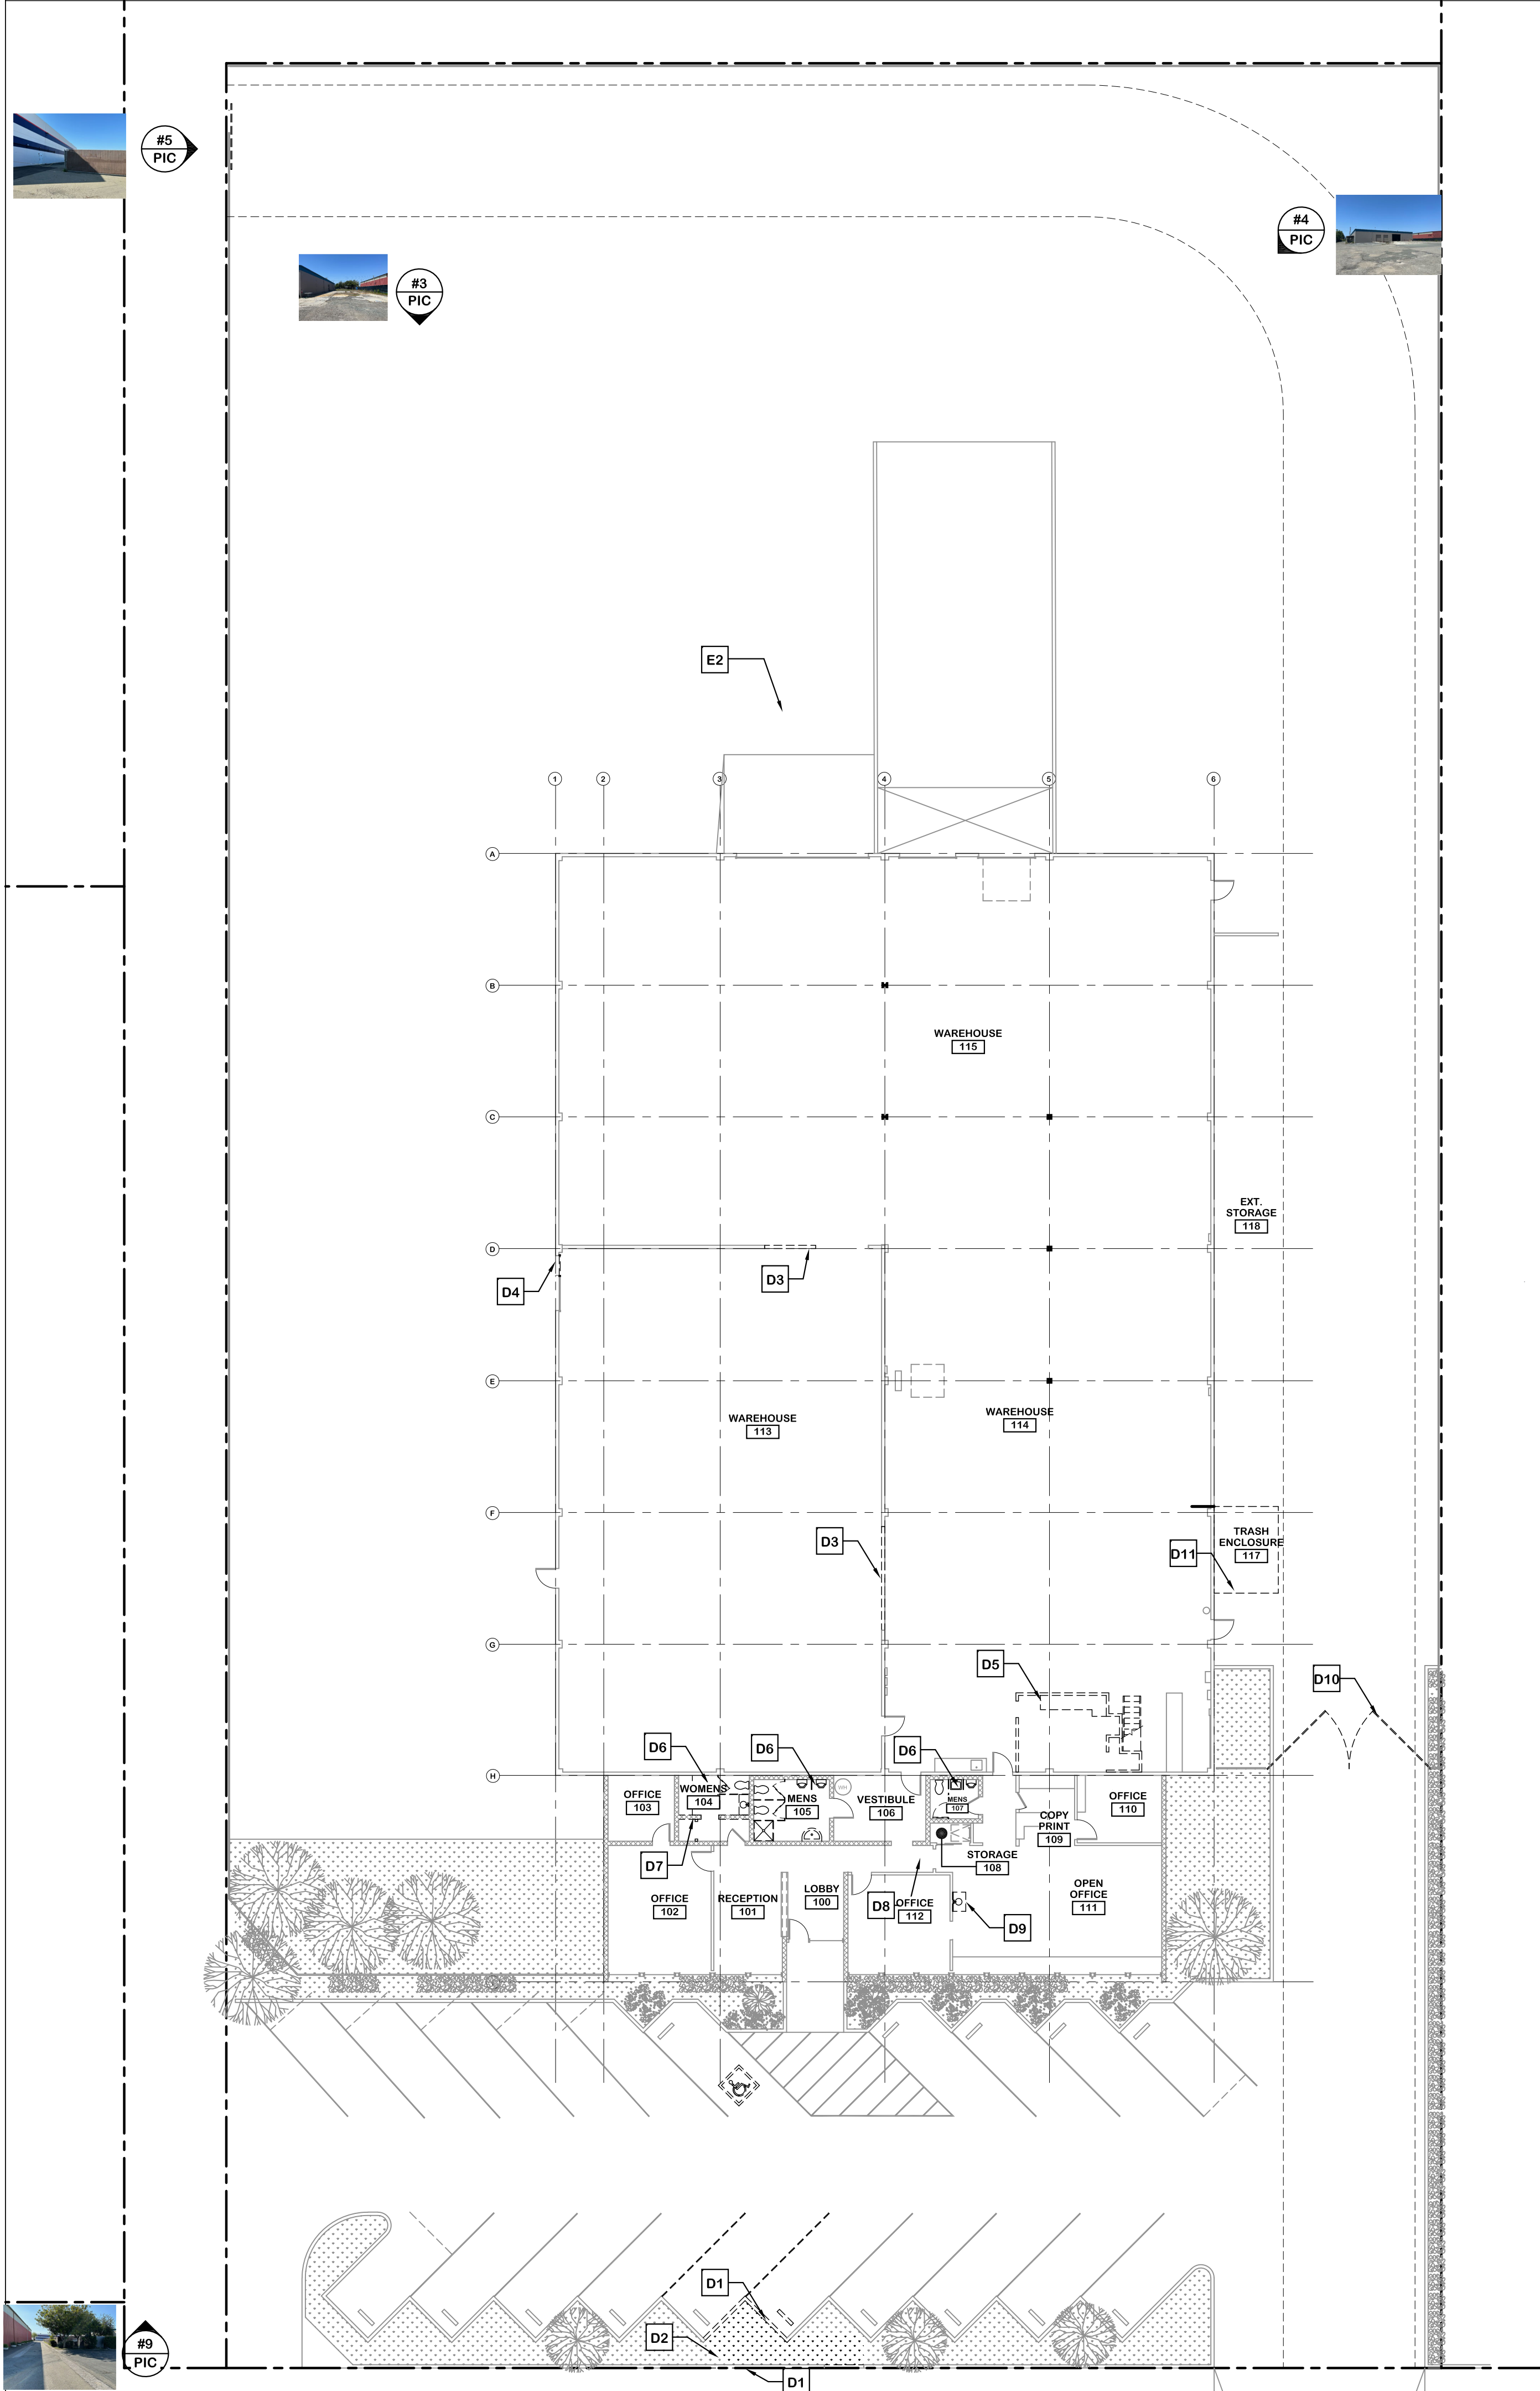 #5
PIC
#4
PIC
#3
PIC
E2
1
2
3
4
5
6
A
B
WAREHOUSE
115
C
EXT.
STORAGE
118
D
D3
D4
E
WAREHOUSE
113
WAREHOUSE
114
F
D3
D11
TRASH
ENCLOSURE
117
G
D5
D10
D6
D6
D6
H
OFFICE
103
WOMENS
104
MENS
105
WH
VESTIBULE
106
MENS
107
COPY
PRINT
109
OFFICE
110
D7
STORAGE
108
OFFICE
102
RECEPTION
101
LOBBY
100
D8
OFFICE
112
D9
OPEN
OFFICE
111
D1
D2
#9
PIC
D1